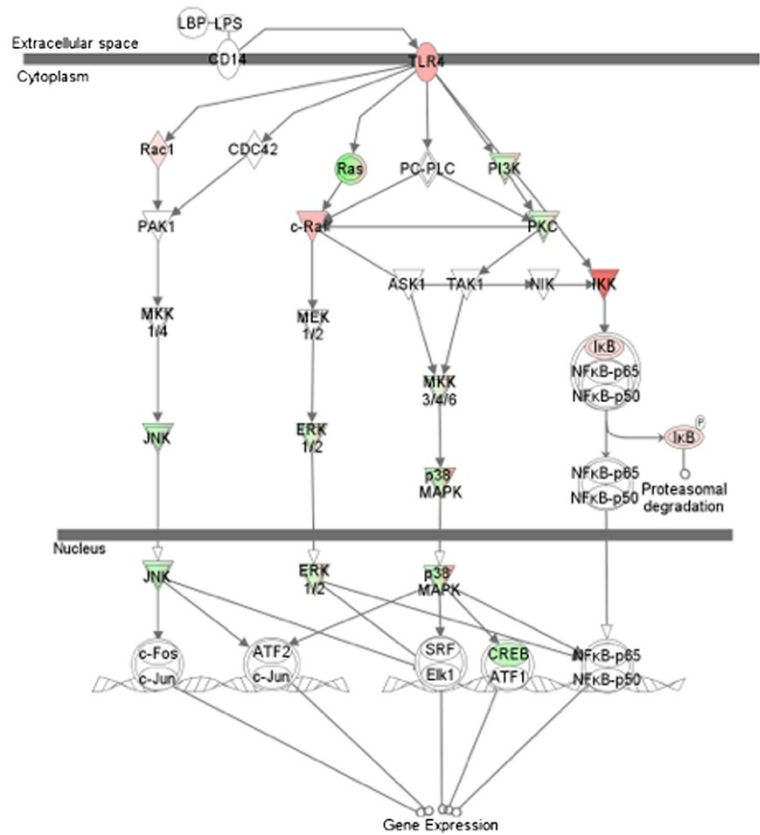 LBP LPS
Extracellular space
CD14 TLR4
Cytoplasm
Rac1 CDC42 Ras PC-PLC PI3K
PAK1 c-Raf PKC
ASK1 TAK1 NIK IKK
MKK
1/4
MEK
1/2
IκB
NFκB-p65
NFκB-p50
MKK
3/4/6
JNK
ERK
1/2
P
IκB
p38
MAPK
NFκB-p65
NFκB-p50
Proteasomal
degradation
Nucleus
JNK
ERK
1/2
p38
MAPK
c-Fos
c-Jun
ATF2
c-Jun
SRF
Elk1
CREB
ATF1
NFκB-p65
NFκB-p50
Gene Expression